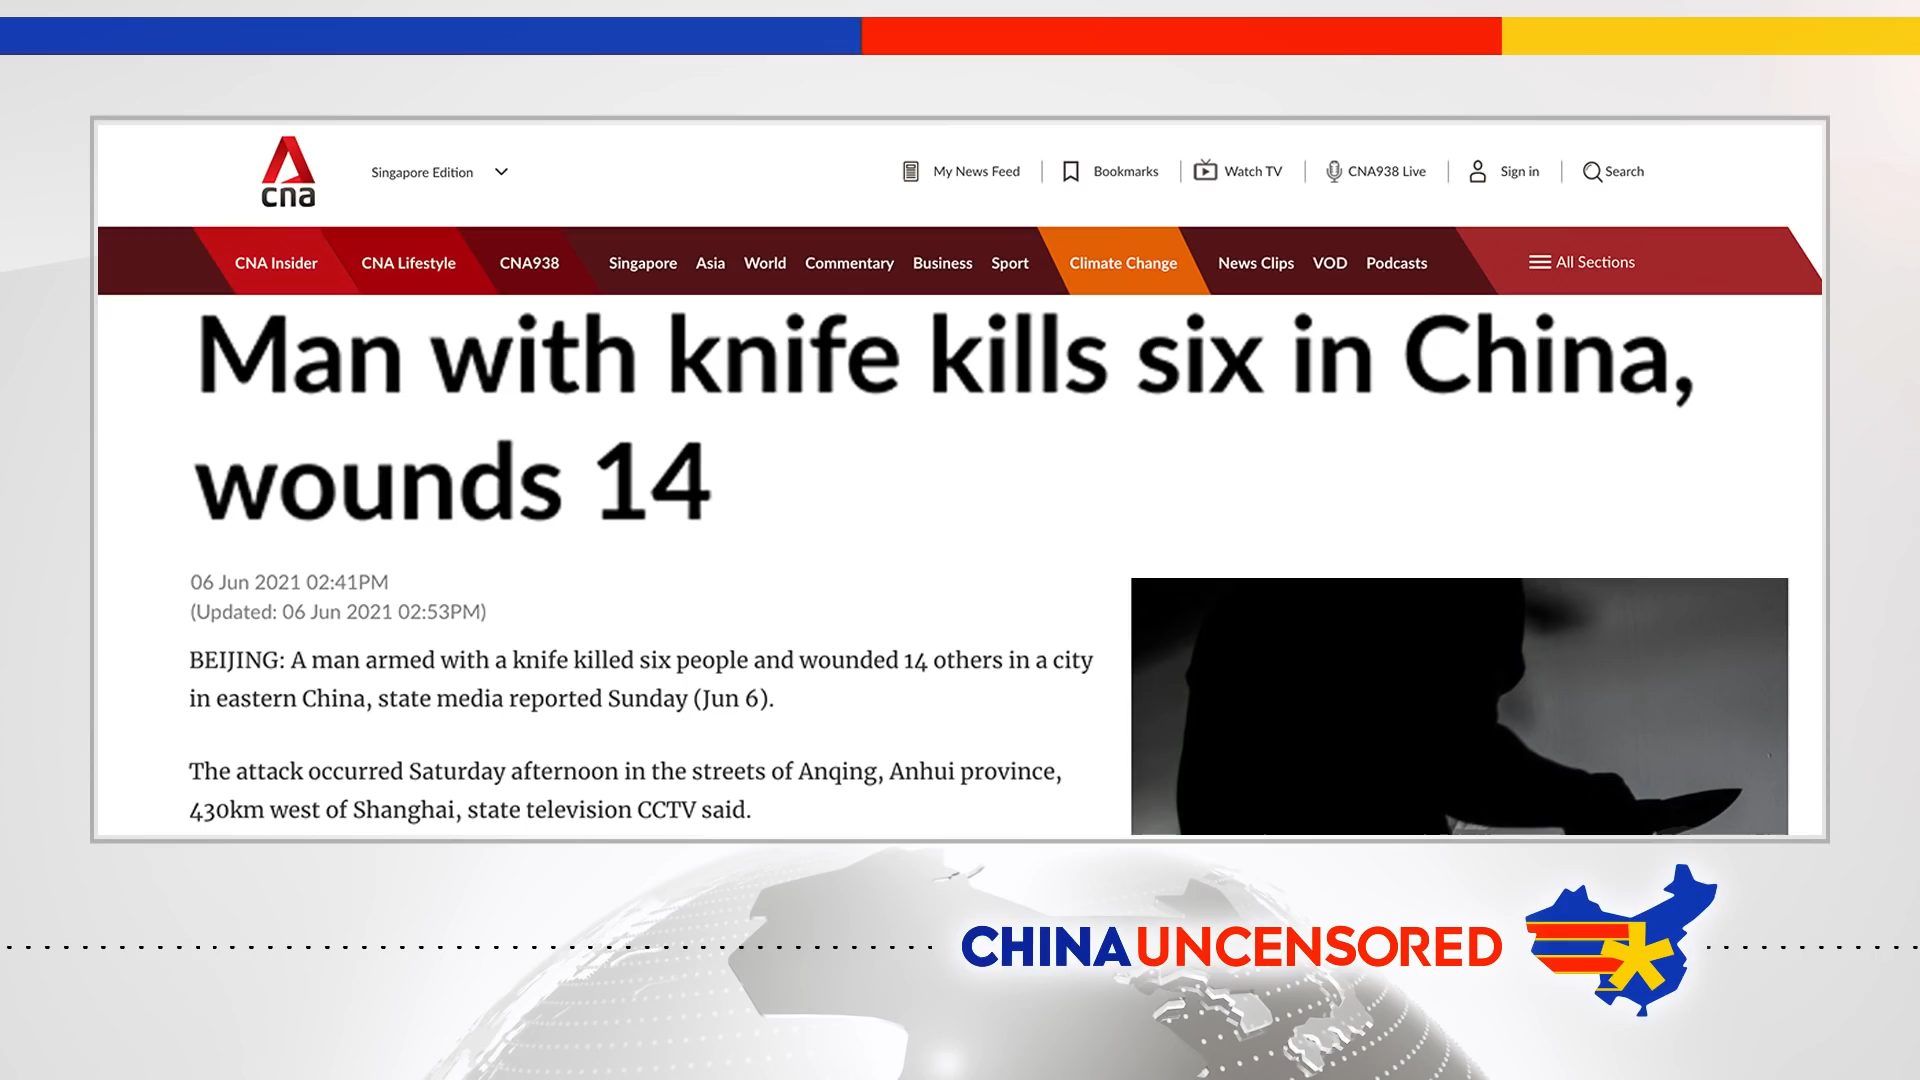 cna
Singapore Edition
My News Feed
Bookmarks
Watch TV
CNA938 Live
Sign in
Search
CNA Insider
CNA Lifestyle
CNA938
Singapore
Asia
World
Commentary
Business
Sport
Climate Change
News Clips
VOD
Podcasts
All Sections
Man with knife kills six in China,
wounds 14
06 Jun 2021 02:41PM
(Updated: 06 Jun 2021 02:53PM)
BEIJING: A man armed with a knife killed six people and wounded 14 others in a city
in eastern China, state media reported Sunday (Jun 6).
The attack occurred Saturday afternoon in the streets of Anqing, Anhui province,
430km west of Shanghai, state television CCTV said.
CHINA UNCENSORED